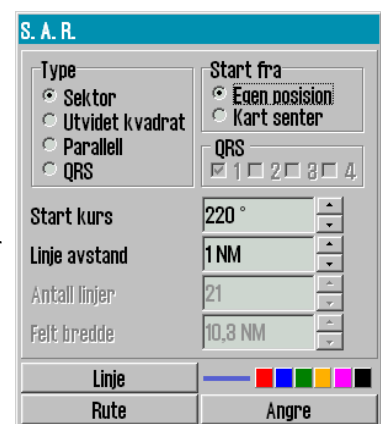 S. A. R.
Type
Sektor
Utvidet kvadrat
Parallell
QRS
Start fra
Egen posisjon
Kart senter
QRS
1 2 3 4
Start kurs 220 °
Linje avstand 1 NM
Antall linjer 21
Felt bredde 10,3 NM
Linje
Rute Angre